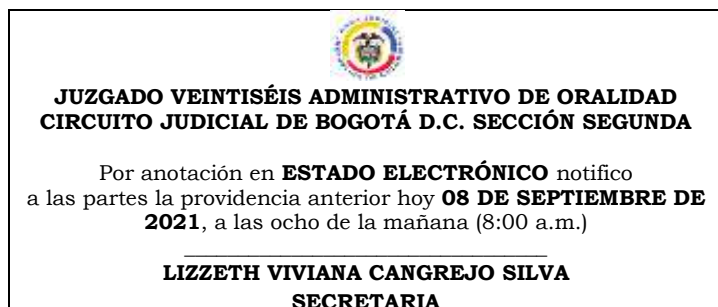 JUZGADO VEINTISÉIS ADMINISTRATIVO DE ORALIDAD
CIRCUITO JUDICIAL DE BOGOTÁ D.C. SECCIÓN SEGUNDA
Por anotación en ESTADO ELECTRÓNICO notifico
a las partes la providencia anterior hoy 08 DE SEPTIEMBRE DE
2021, a las ocho de la mañana (8:00 a.m.)
LIZZETH VIVIANA CANGREJO SILVA
SECRETARIA